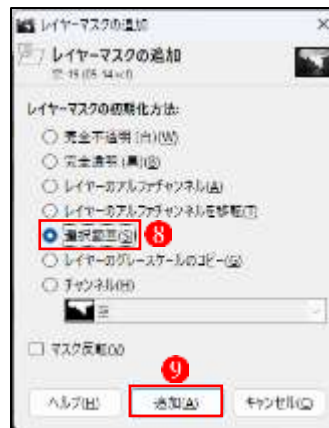 レイヤーマスクの追加
レイヤーマスクの追加
レイヤーマスクの初期化方法:
完全不透明 (白)(W)
完全透明 (黒)(B)
レイヤーのアルファチャンネル(A)
レイヤーのアルファチャンネルを移転(T)
選択範囲(S) 8
レイヤーのグレースケールのコピー(G)
チャンネル(H)
空
マスク反転(V)
9
ヘルプ(H) 追加(A) キャンセル(C)